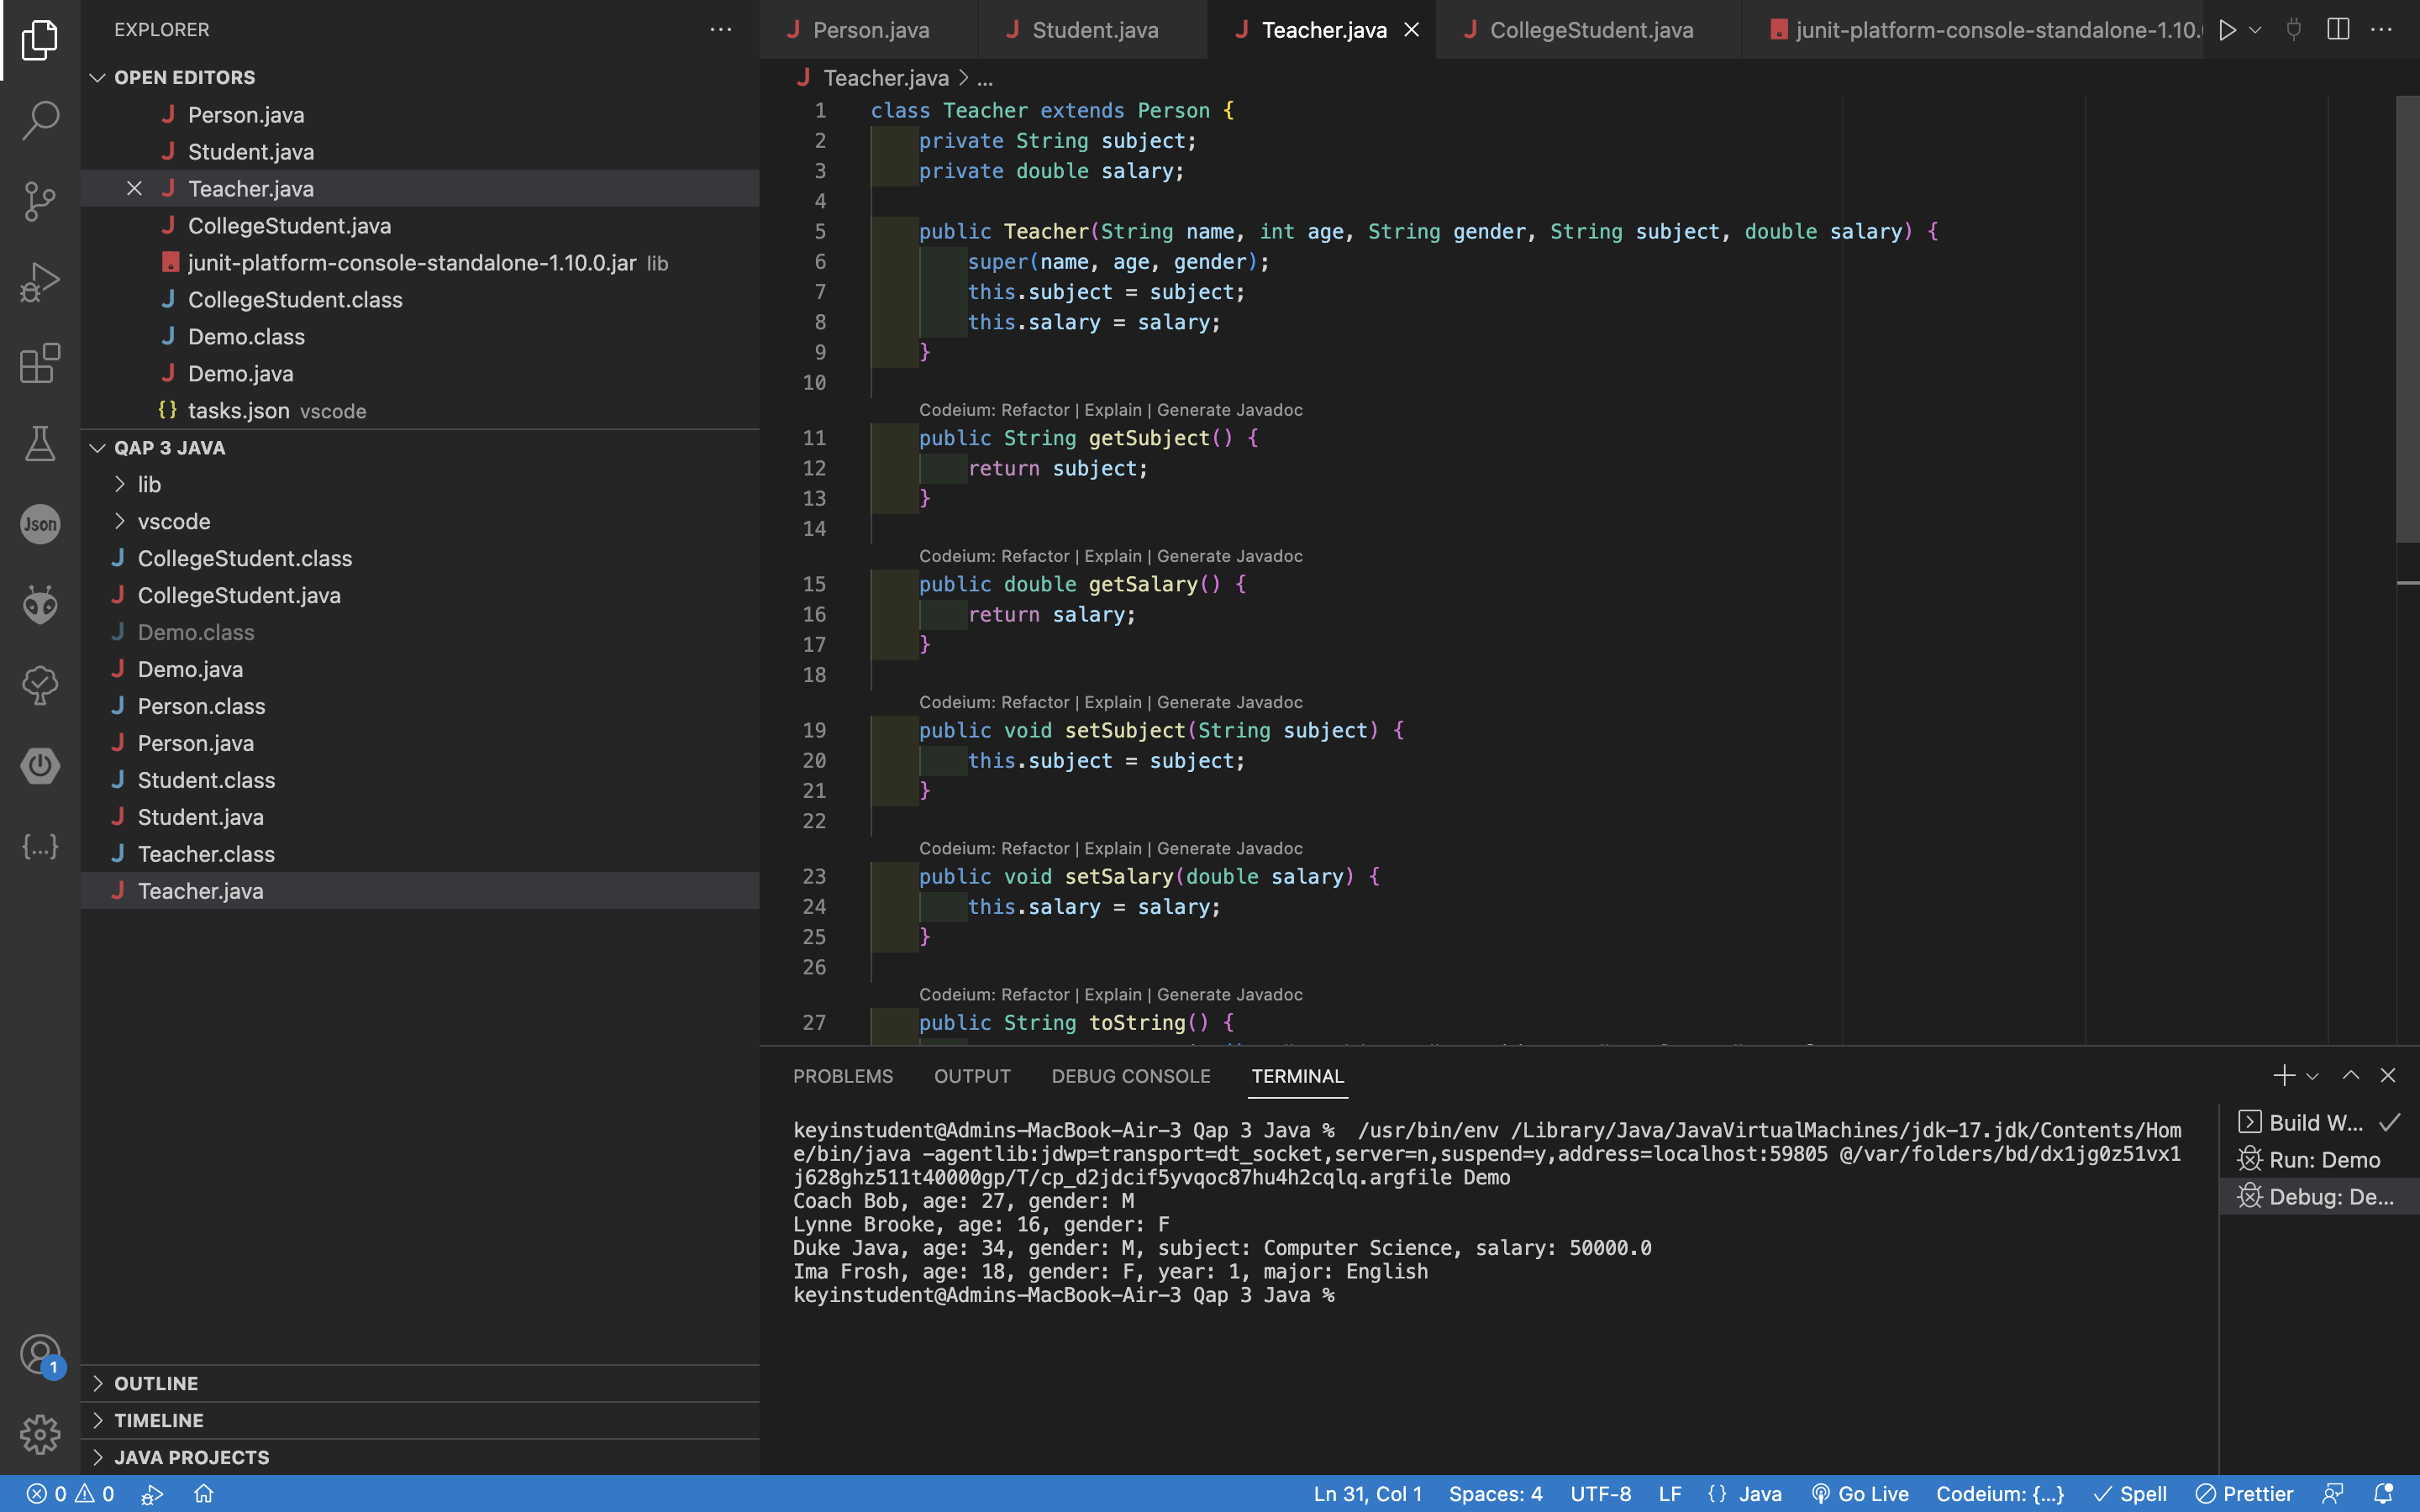 EXPLORER
OPEN EDITORS
Person.java
Student.java
Teacher.java
CollegeStudent.java
junit-platform-console-standalone-1.10.0.jar lib
CollegeStudent.class
Demo.class
Demo.java
tasks.json vscode
QAP 3 JAVA
lib
vscode
CollegeStudent.class
CollegeStudent.java
Demo.class
Demo.java
Person.class
Person.java
Student.class
Student.java
Teacher.class
Teacher.java
OUTLINE
TIMELINE
JAVA PROJECTS
Json
1
Person.java Student.java Teacher.java CollegeStudent.java junit-platform-console-standalone-1.10.
Teacher.java > ...
1 class Teacher extends Person {
2 private String subject;
3 private double salary;
4
5 public Teacher(String name, int age, String gender, String subject, double salary) {
6 super(name, age, gender);
7 this.subject = subject;
8 this.salary = salary;
9 }
10
Codeium: Refactor | Explain | Generate Javadoc
11 public String getSubject() {
12 return subject;
13 }
14
Codeium: Refactor | Explain | Generate Javadoc
15 public double getSalary() {
16 return salary;
17 }
18
Codeium: Refactor | Explain | Generate Javadoc
19 public void setSubject(String subject) {
20 this.subject = subject;
21 }
22
Codeium: Refactor | Explain | Generate Javadoc
23 public void setSalary(double salary) {
24 this.salary = salary;
25 }
26
Codeium: Refactor | Explain | Generate Javadoc
27 public String toString() {
PROBLEMS OUTPUT DEBUG CONSOLE TERMINAL
keyinstudent@Admins-MacBook-Air-3 Qap 3 Java % /usr/bin/env /Library/Java/JavaVirtualMachines/jdk-17.jdk/Contents/Hom
e/bin/java -agentlib:jdwp=transport=dt_socket,server=n,suspend=y,address=localhost:59805 @/var/folders/bd/dx1jg0z51vx1
j628ghz511t40000gp/T/cp_d2jdcif5yvqoc87hu4h2cqlq.argfile Demo
Coach Bob, age: 27, gender: M
Lynne Brooke, age: 16, gender: F
Duke Java, age: 34, gender: M, subject: Computer Science, salary: 50000.0
Ima Frosh, age: 18, gender: F, year: 1, major: English
keyinstudent@Admins-MacBook-Air-3 Qap 3 Java %
Build W...
Run: Demo
Debug: De...
0 0 Ln 31, Col 1 Spaces: 4 UTF-8 LF {} Java Go Live Codeium: {...} Spell Prettier